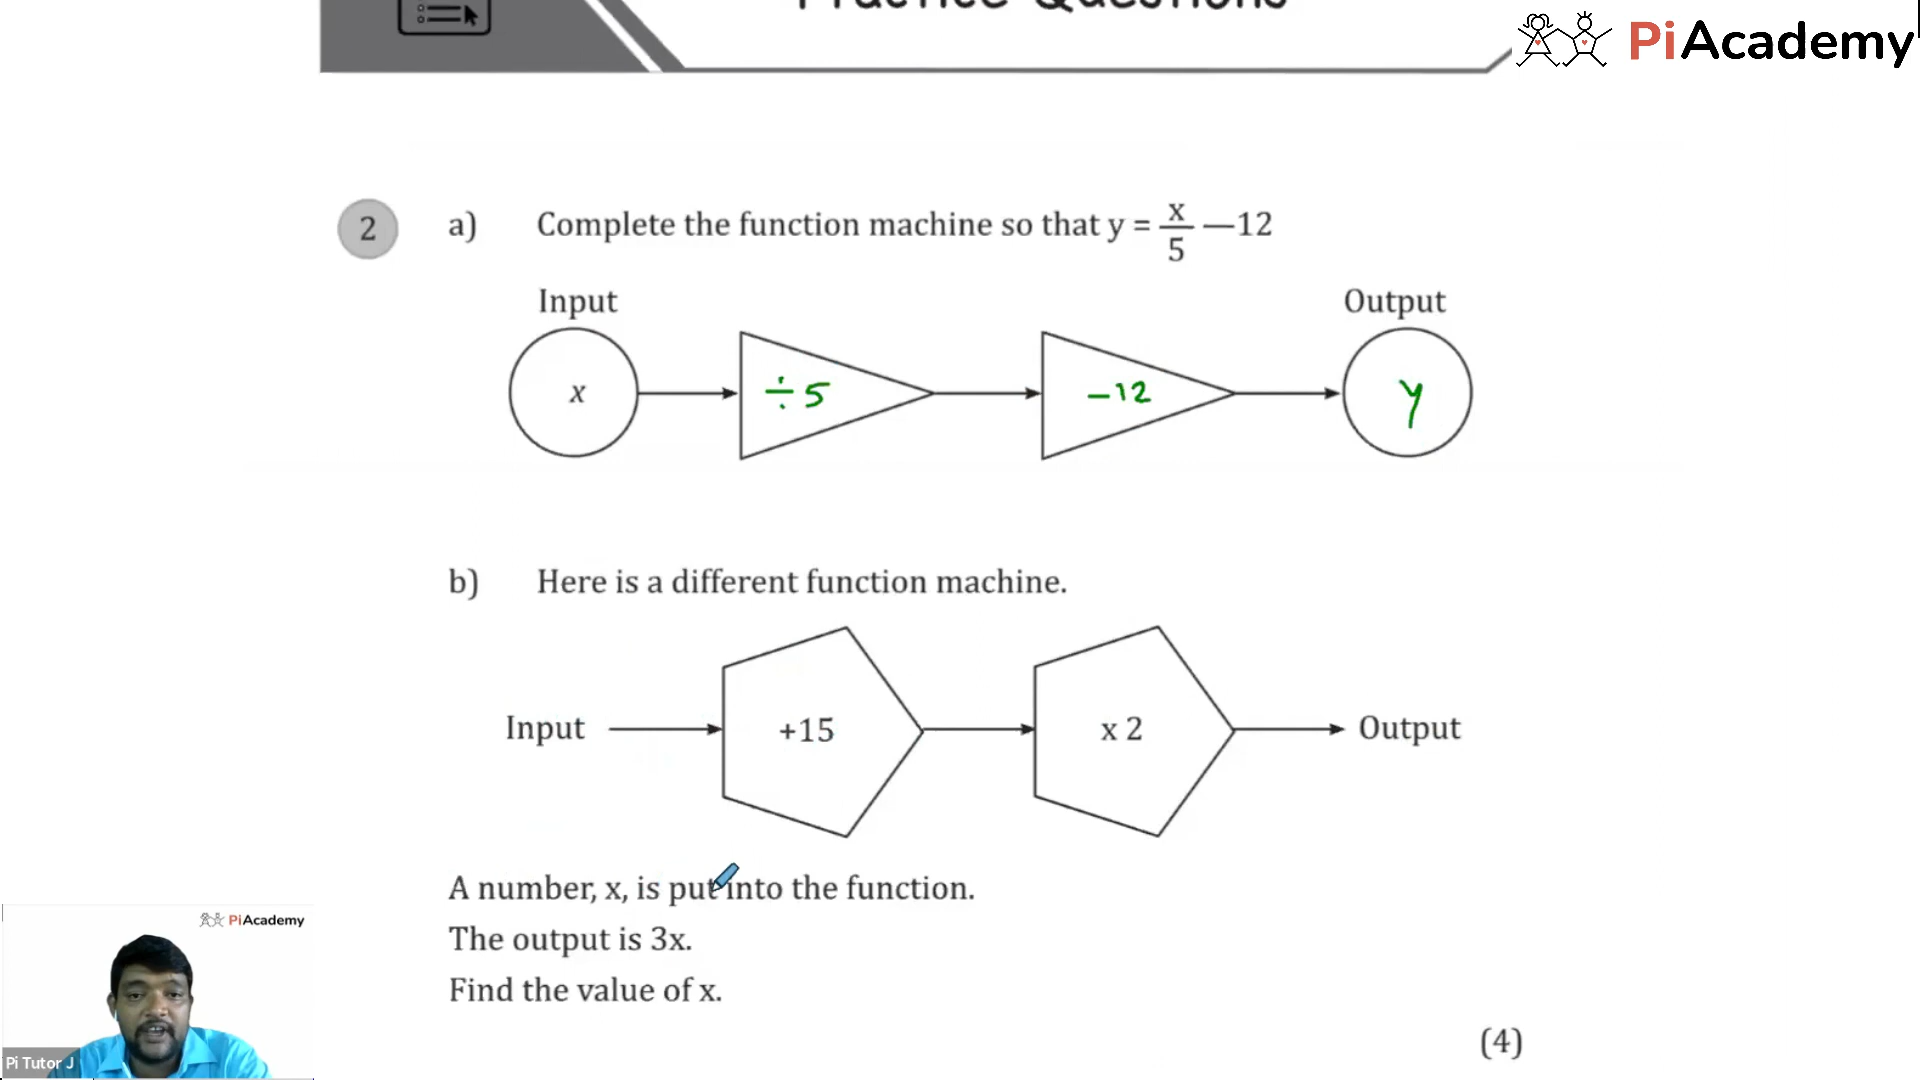 Practice Questions
PiAcademy
2 a) Complete the function machine so that y = x/5 —12
Input Output
x ÷5 -12 y
b) Here is a different function machine.
Input +15 x 2 Output
A number, x, is put into the function.
The output is 3x.
Find the value of x.
(4)
PiAcademy
Pi Tutor J